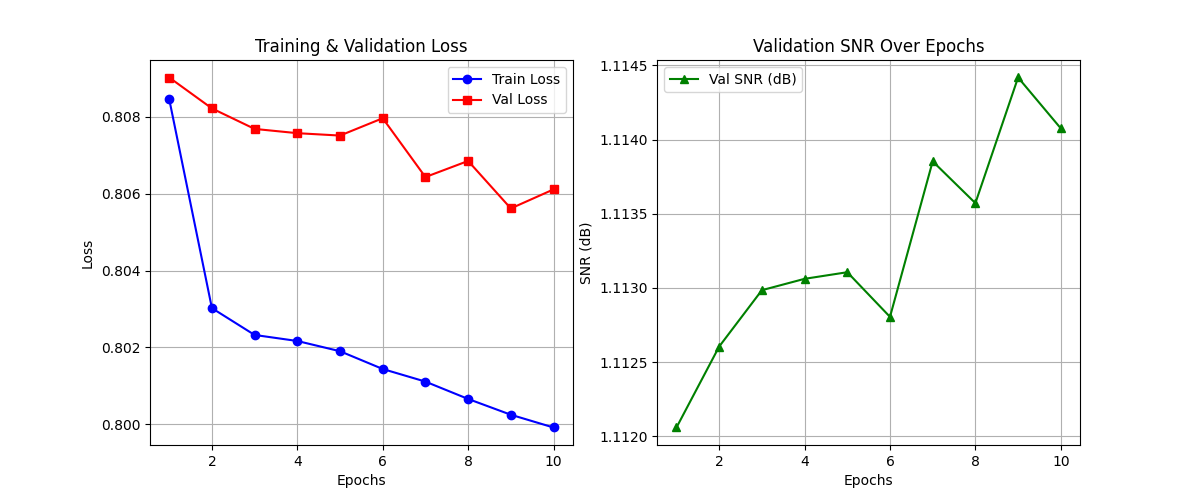 Training & Validation Loss
Train Loss
Val Loss
0.808
0.806
0.804
0.802
0.800
Loss
2 4 6 8 10
Epochs
Validation SNR Over Epochs
Val SNR (dB)
1.1145
1.1140
1.1135
1.1130
1.1125
1.1120
SNR (dB)
2 4 6 8 10
Epochs